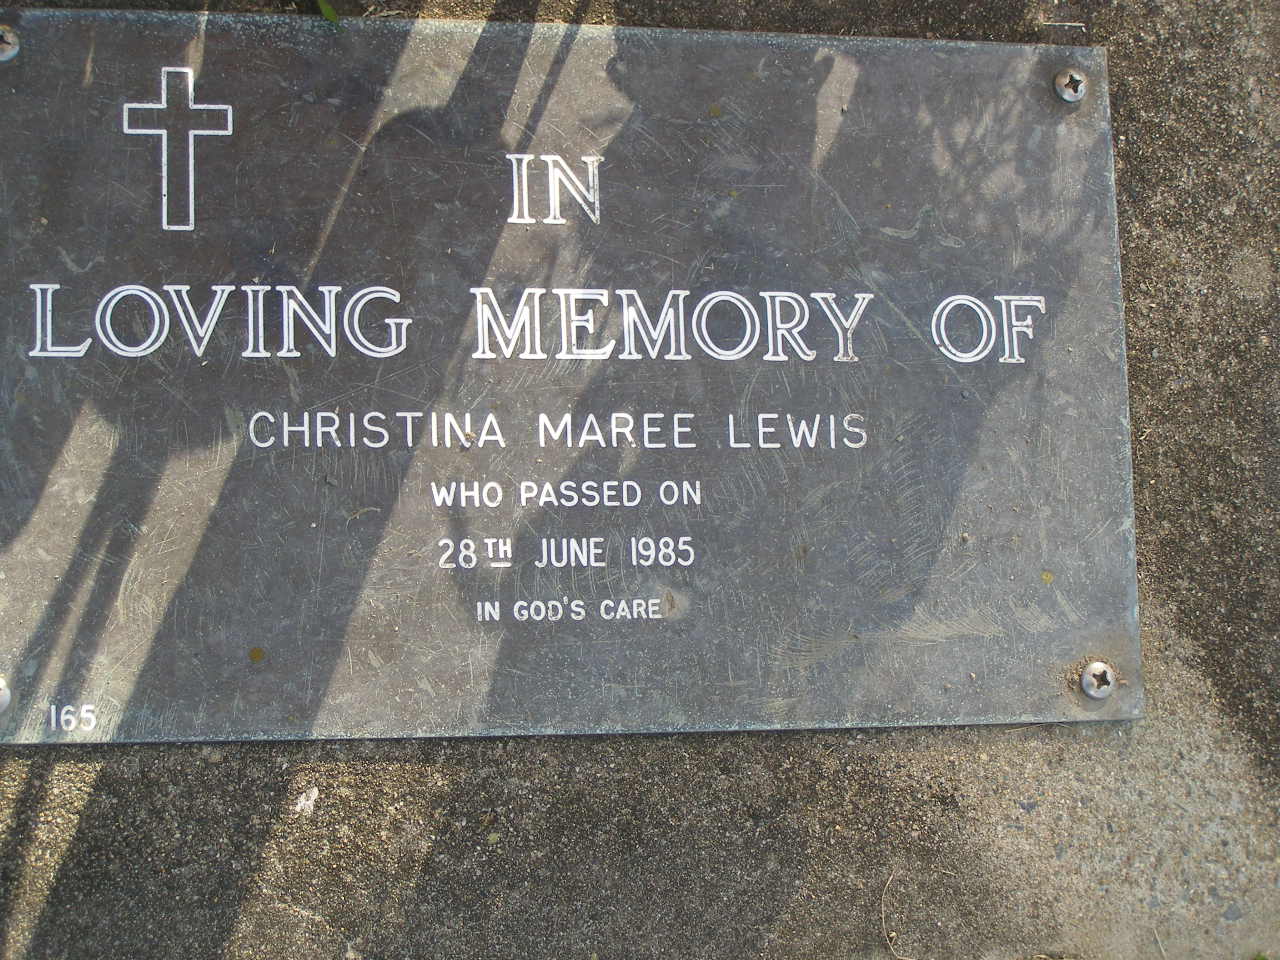 IN
LOVING MEMORY OF
CHRISTINA MAREE LEWIS
WHO PASSED ON
28TH JUNE 1985
IN GOD'S CARE
165